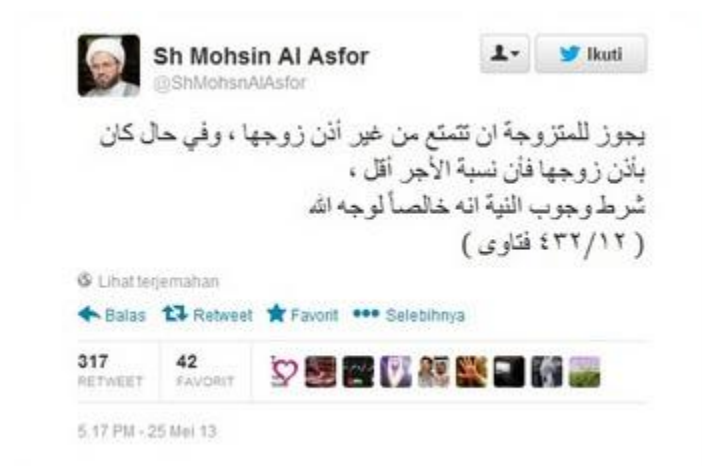 Sh Mohsin Al Asfor
@ShMohsnAlAsfor
Ikuti
يجوز للمتزوجة ان تتمتع من غير أذن زوجها ، وفي حال كان
بأذن زوجها فأن نسبة الأجر أقل ،
شرط وجوب النية انه خالصاً لوجه الله
( ٤٣٢/١٢ فتاوى )
Lihat terjemahan
Balas Retweet Favorit Selebihnya
317 42
RETWEET FAVORIT
5.17 PM - 25 Mei 13